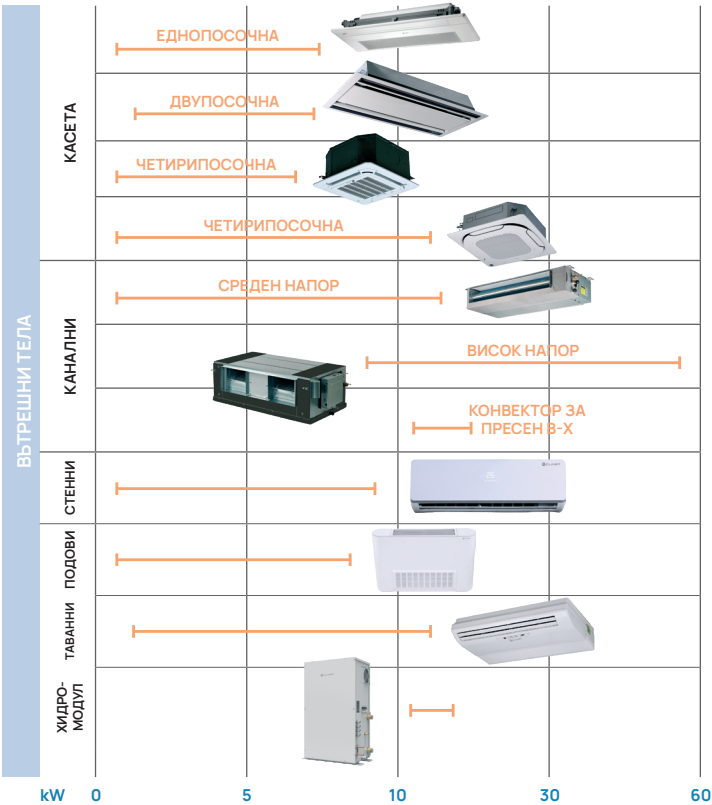 ВЪТРЕШНИ ТЕЛА
КАСЕТА
ЕДНОПОСОЧНА
ДВУПОСОЧНА
ЧЕТИРИПОСОЧНА
ЧЕТИРИПОСОЧНА
КАНАЛНИ
СРЕДЕН НАПОР
ВИСОК НАПОР
КОНВЕКТОР ЗА
ПРЕСЕН В-Х
СТЕННИ
ПОДОВИ
ТАВАННИ
ХИДРО-
МОДУЛ
kW 0 5 10 30 60